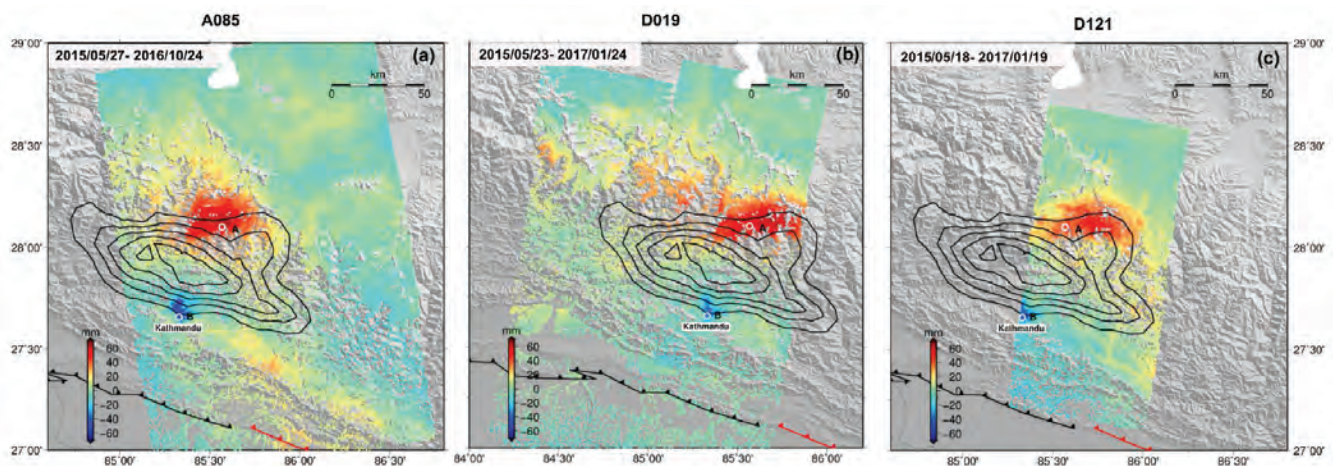 A085
D019
D121
29°00'
28°30'
28°00'
27°30'
27°00'
2015/05/27- 2016/10/24
(a)
km
0 50
A
B
Kathmandu
mm
60
40
20
0
−20
−40
−60
85°00'
85°30'
86°00'
86°30'
2015/05/23- 2017/01/24
(b)
km
0 50
A
B
Kathmandu
mm
60
40
20
0
−20
−40
−60
84°00'
84°30'
85°00'
85°30'
86°00'
2015/05/18- 2017/01/19
(c)
km
0 50
A
B
Kathmandu
mm
60
40
20
0
−20
−40
−60
85°00'
85°30'
86°00'
29°00'
28°30'
28°00'
27°30'
27°00'